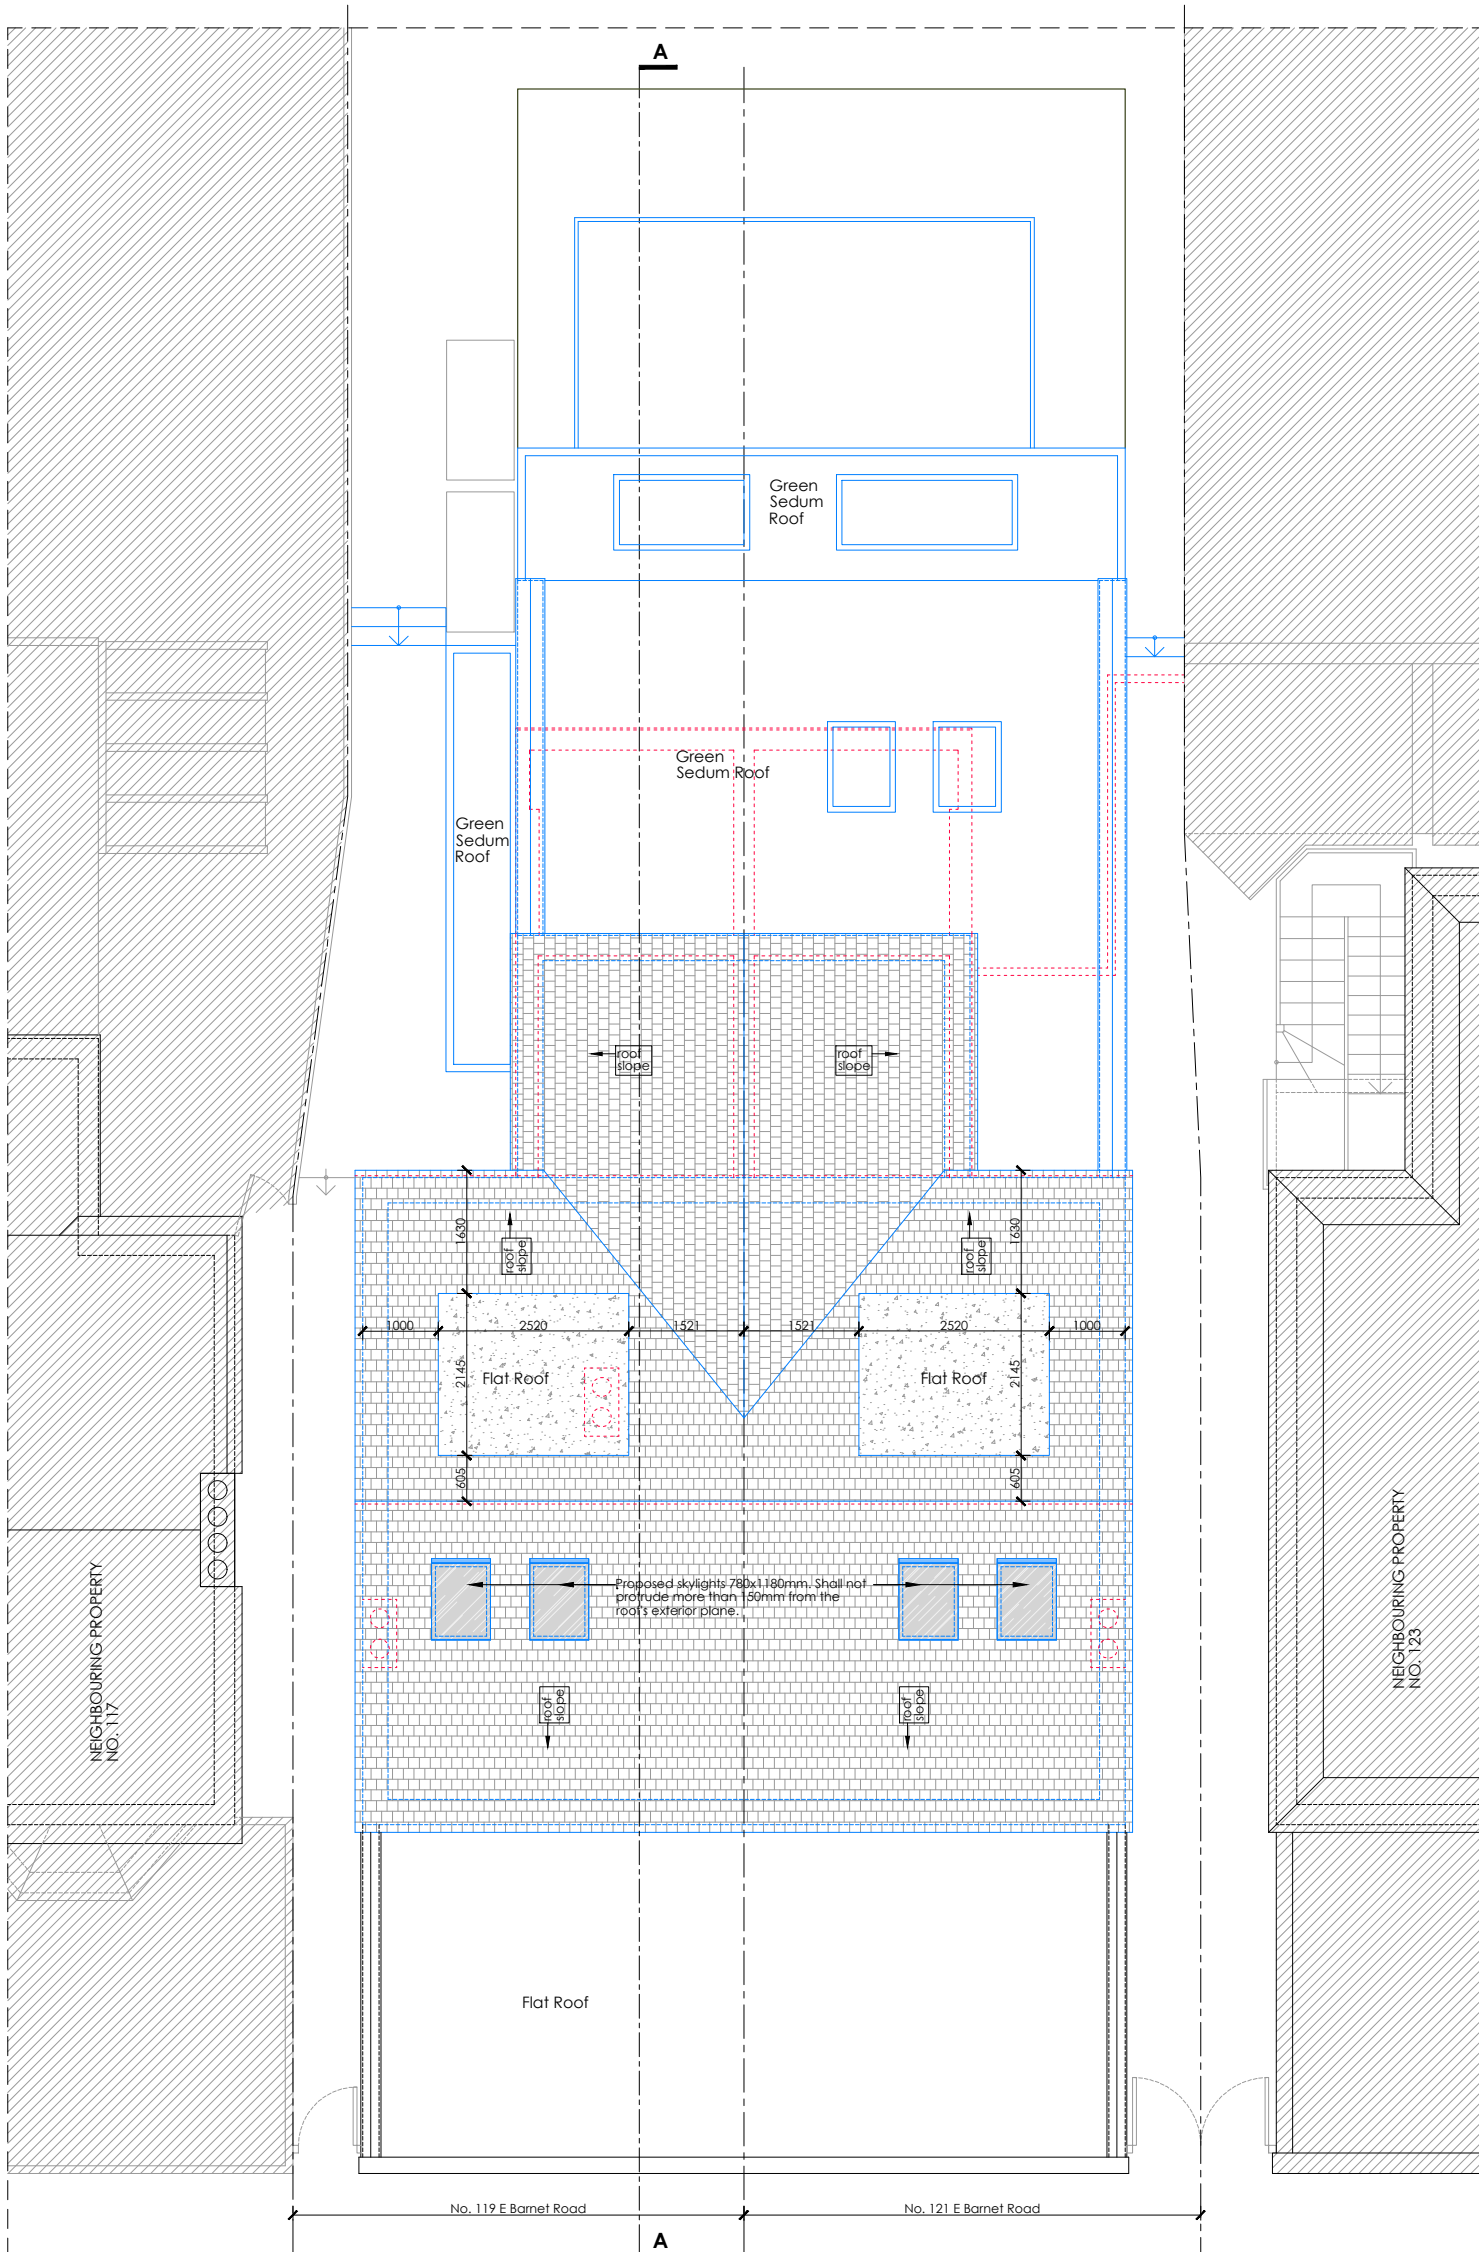 A
Green
Sedum
Roof
Green
Sedum Roof
Green
Sedum
Roof
roof
slope
roof
slope
1630
1630
roof
slope
roof
slope
1000
2520
1521
1521
2520
1000
2145
2145
Flat Roof
Flat Roof
605
605
Proposed skylights 780x1180mm. Shall not
protrude more than 150mm from the
roof's exterior plane.
NEIGHBOURING PROPERTY
NO. 117
NEIGHBOURING PROPERTY
NO. 123
roof
slope
roof
slope
Flat Roof
No. 119 E Barnet Road
No. 121 E Barnet Road
A